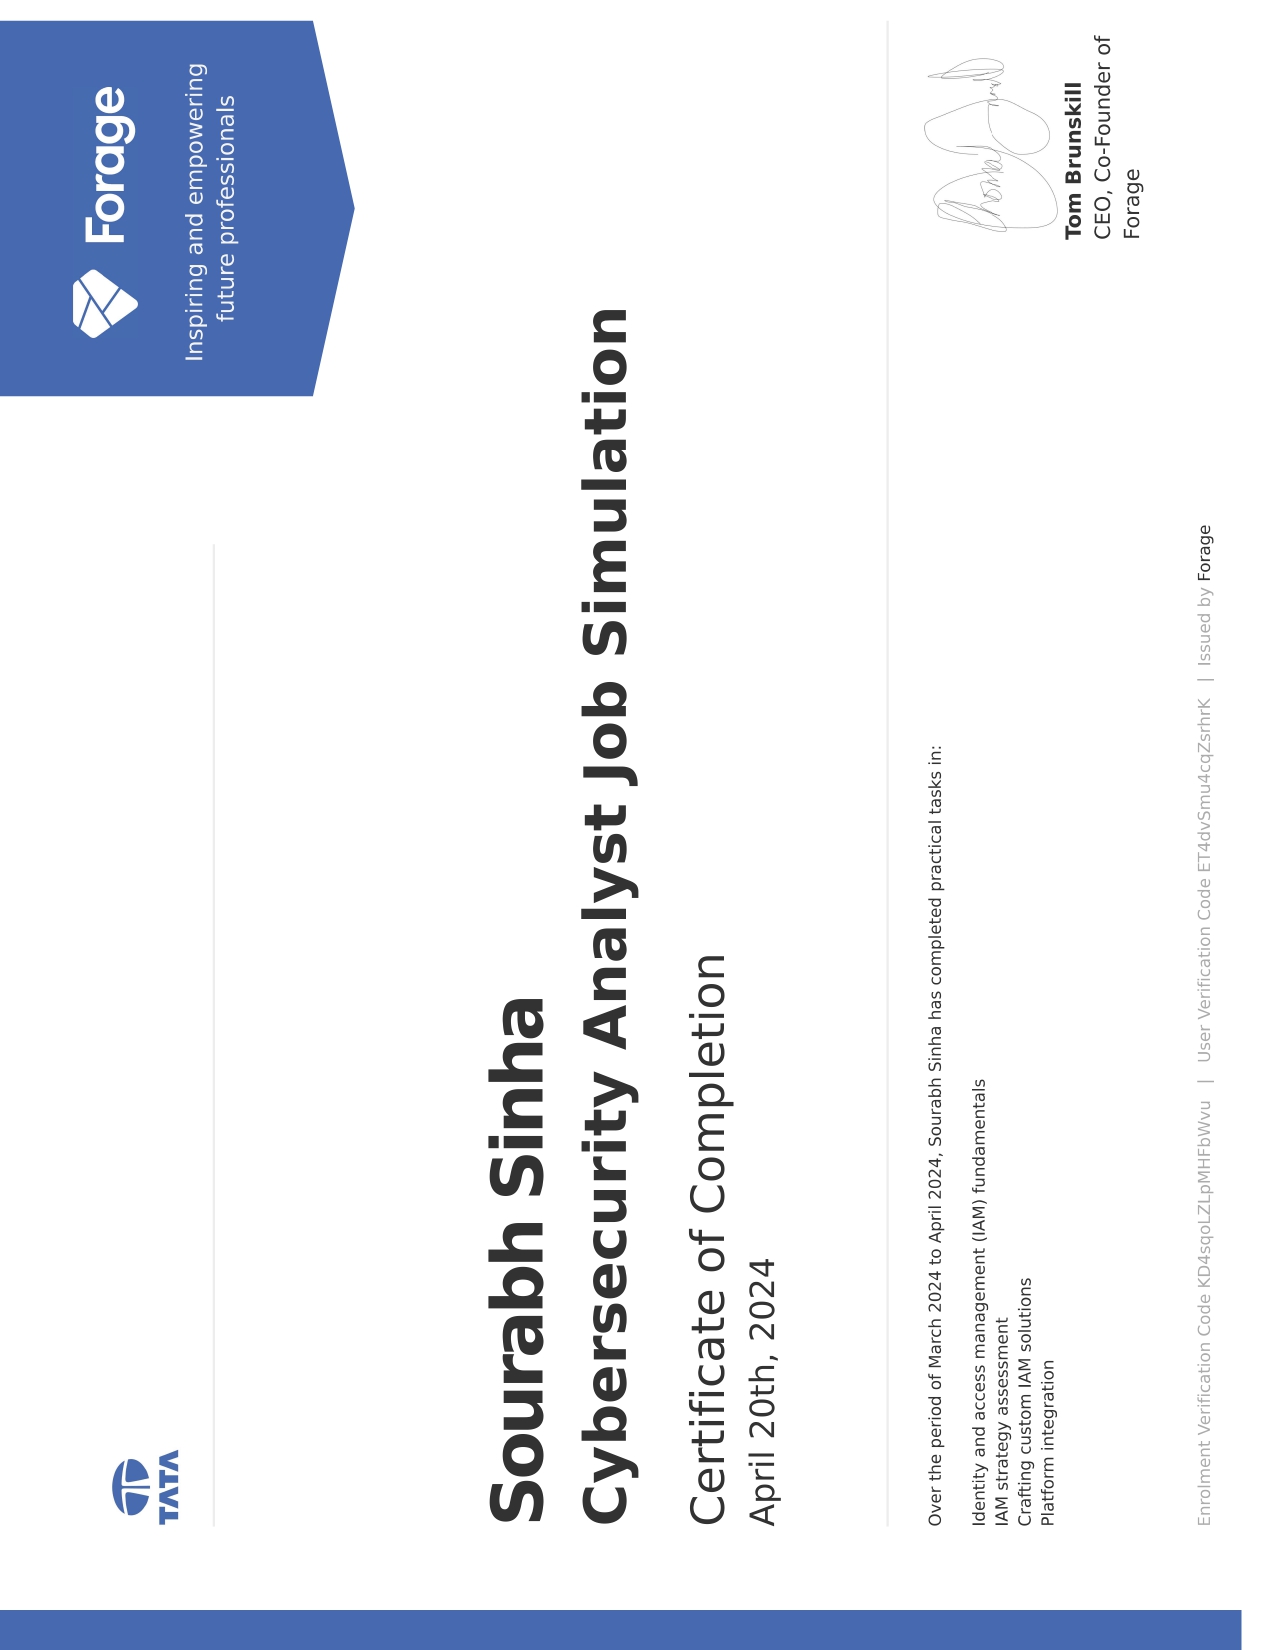 TATA
Forage
Inspiring and empowering
future professionals
Sourabh Sinha
Cybersecurity Analyst Job Simulation
Certificate of Completion
April 20th, 2024
Over the period of March 2024 to April 2024, Sourabh Sinha has completed practical tasks in:
Identity and access management (IAM) fundamentals
IAM strategy assessment
Crafting custom IAM solutions
Platform integration
Tom Brunskill
CEO, Co-Founder of
Forage
Enrolment Verification Code KD4sqoLZLpMHFbWvu | User Verification Code ET4dvSmu4cqZsrhrK | Issued by Forage